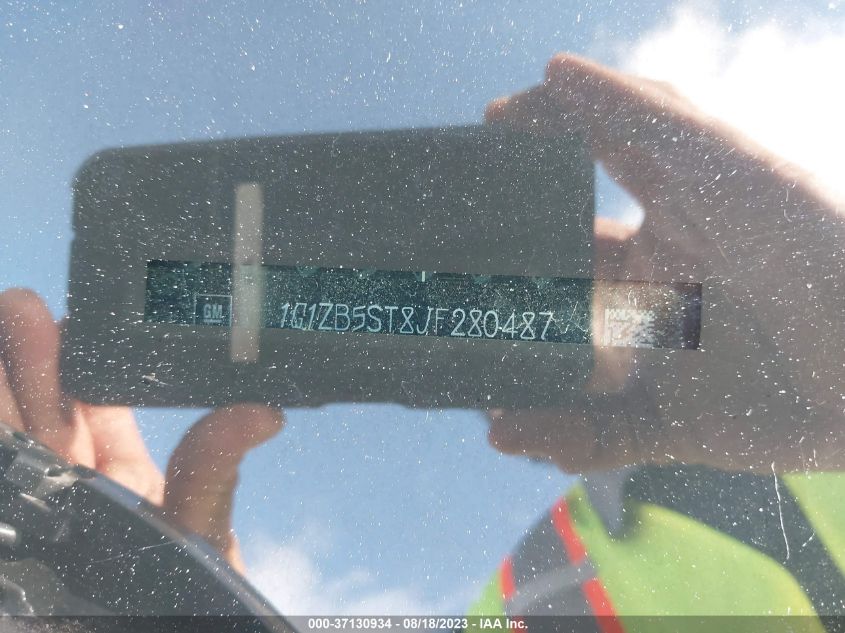 GM 1G1ZB5ST8JF280487
000-37130934 - 08/18/2023 - IAA Inc.